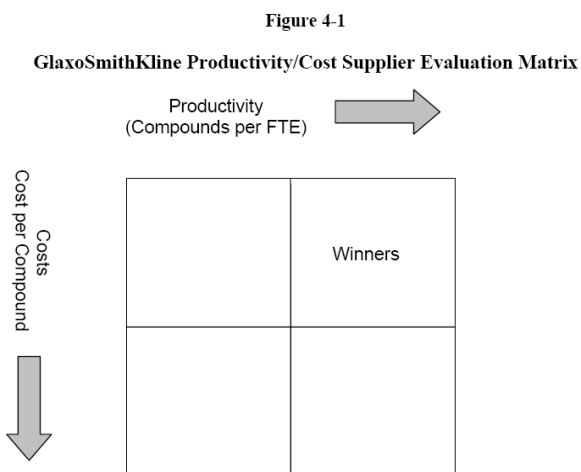 Figure 4-1
GlaxoSmithKline Productivity/Cost Supplier Evaluation Matrix
Productivity
(Compounds per FTE)
Costs
Cost per Compound
Winners